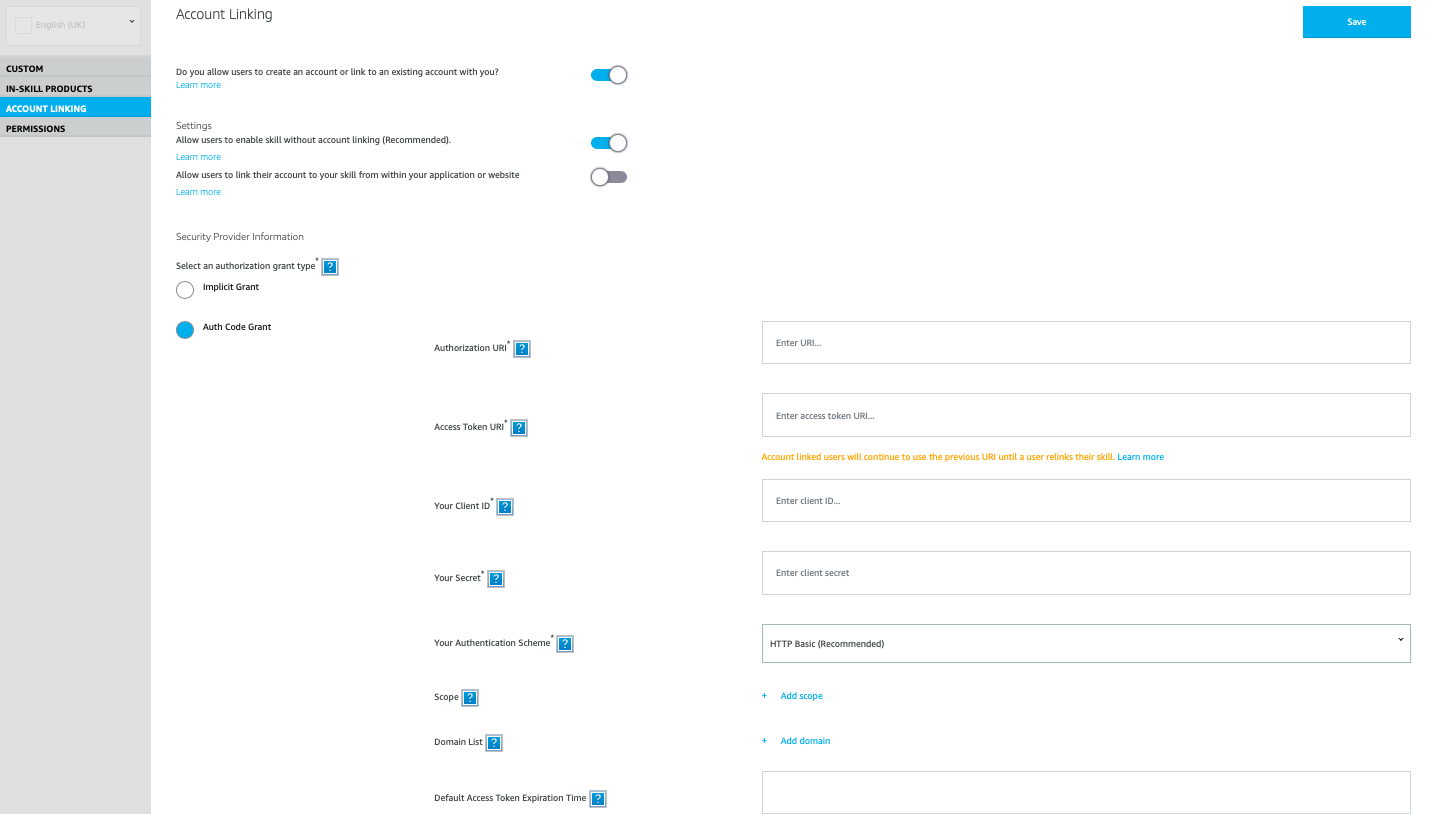 English (UK)
CUSTOM
IN-SKILL PRODUCTS
ACCOUNT LINKING
PERMISSIONS
Account Linking
Save
Do you allow users to create an account or link to an existing account with you?
Learn more
Settings
Allow users to enable skill without account linking (Recommended).
Learn more
Allow users to link their account to your skill from within your application or website
Learn more
Security Provider Information
Select an authorization grant type* ?
Implicit Grant
Auth Code Grant
Authorization URI* ?
Enter URI...
Access Token URI* ?
Enter access token URI...
Account linked users will continue to use the previous URI until a user relinks their skill. Learn more
Your Client ID* ?
Enter client ID...
Your Secret* ?
Enter client secret
Your Authentication Scheme* ?
HTTP Basic (Recommended)
Scope ?
+ Add scope
Domain List ?
+ Add domain
Default Access Token Expiration Time ?